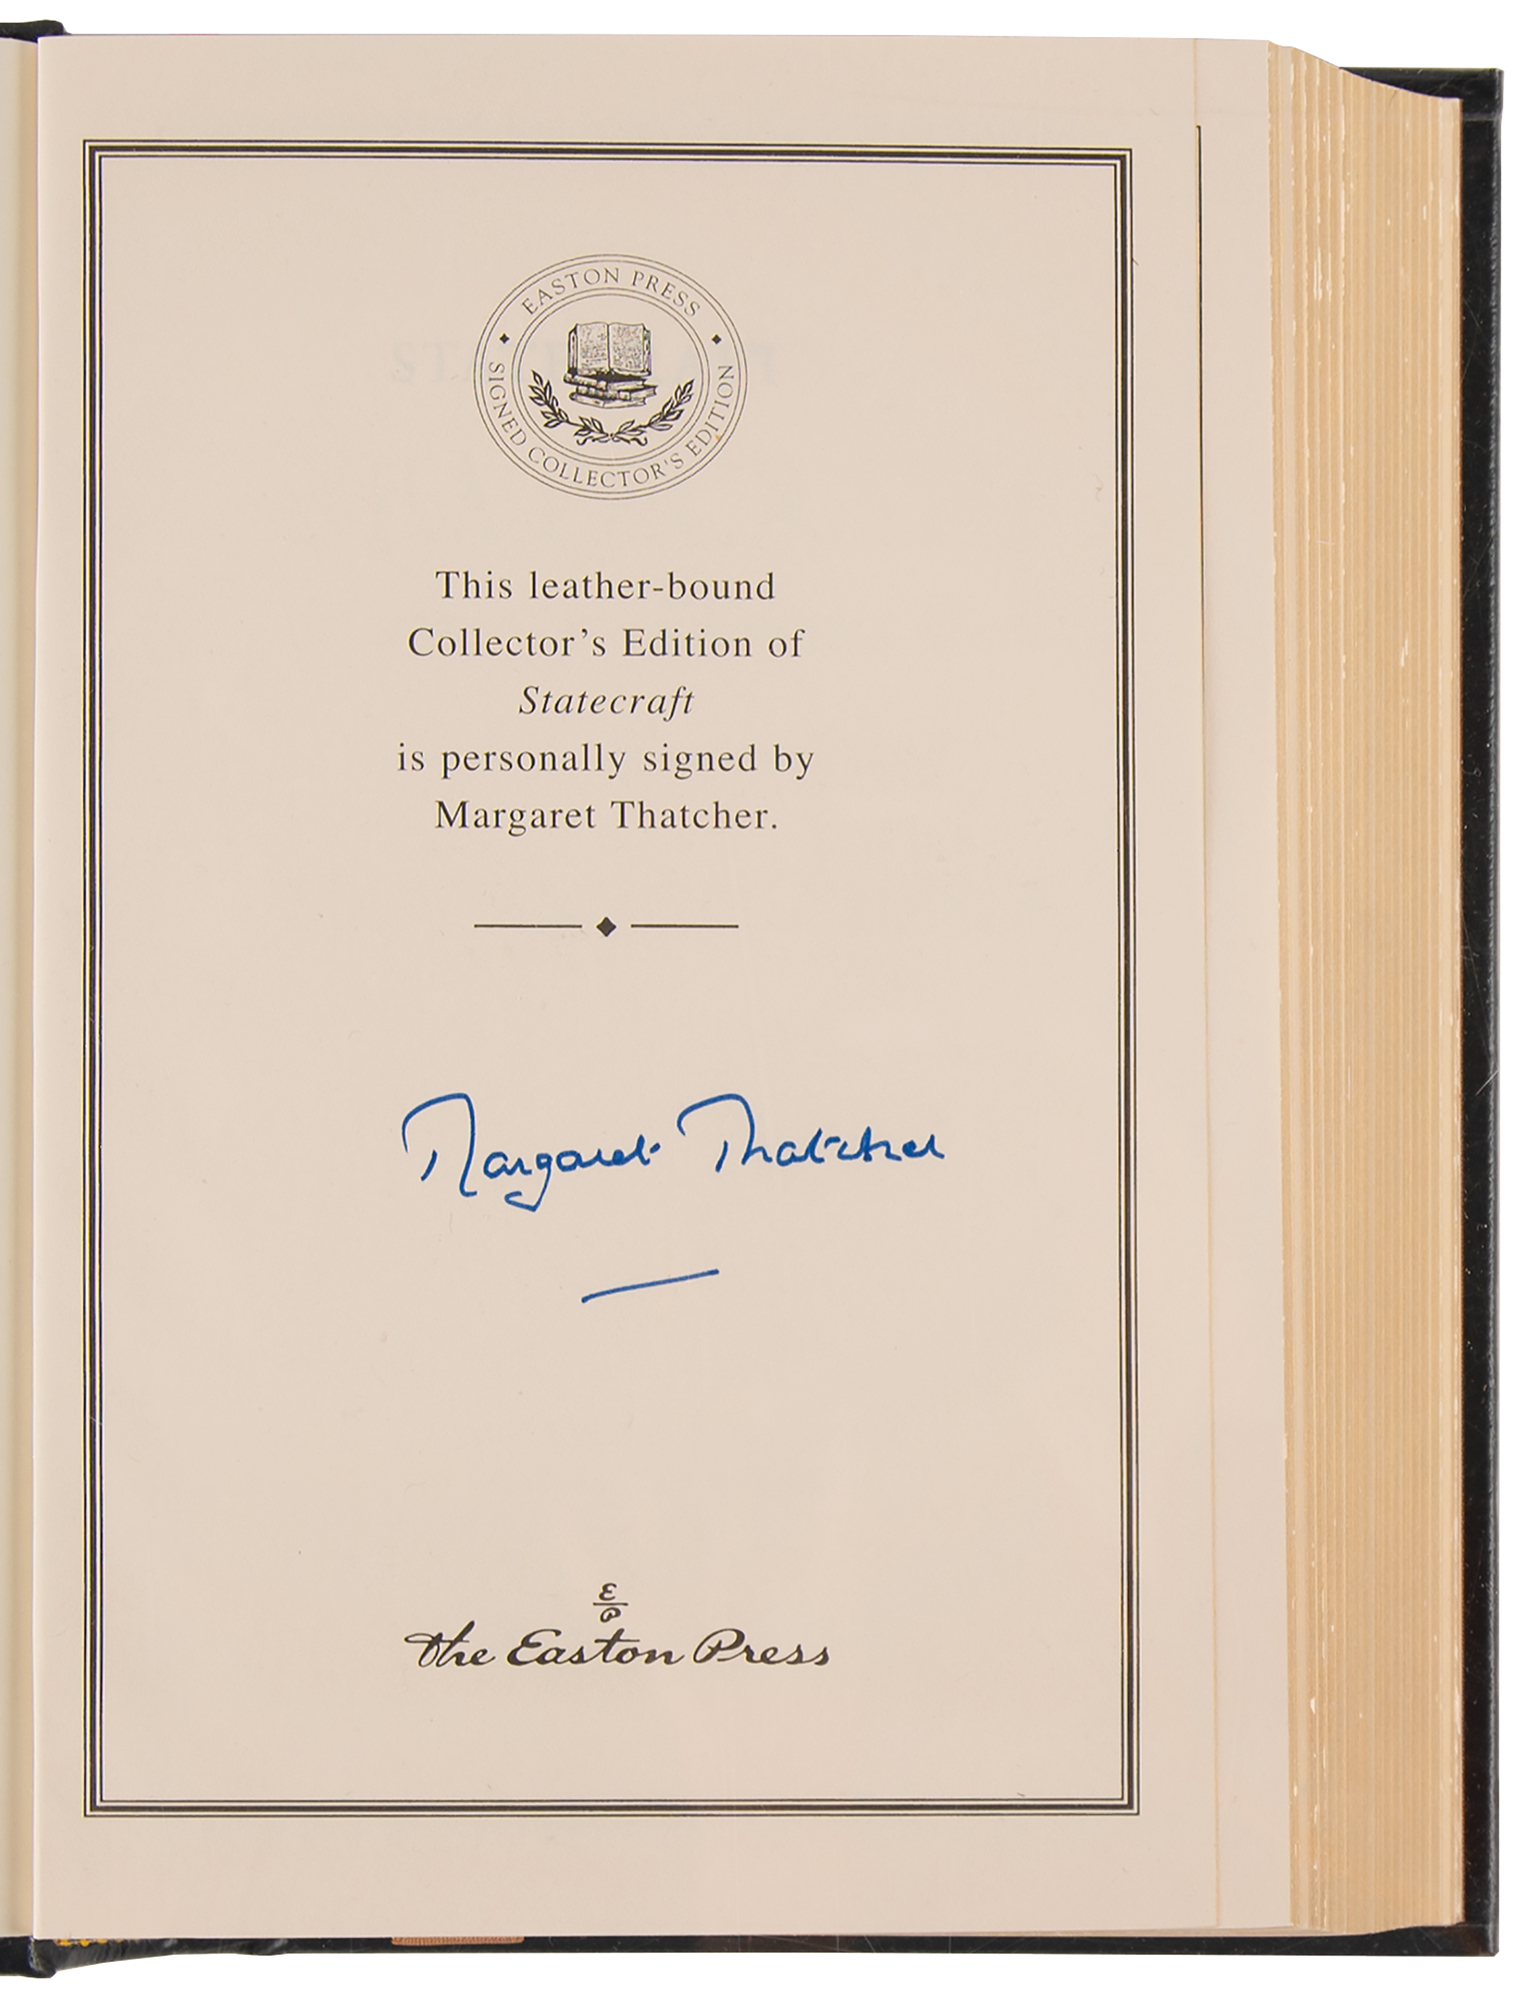 EASTON PRESS
SIGNED COLLECTOR'S EDITION
This leather-bound
Collector's Edition of
Statecraft
is personally signed by
Margaret Thatcher.
Margaret Thatcher
E
P
The Easton Press